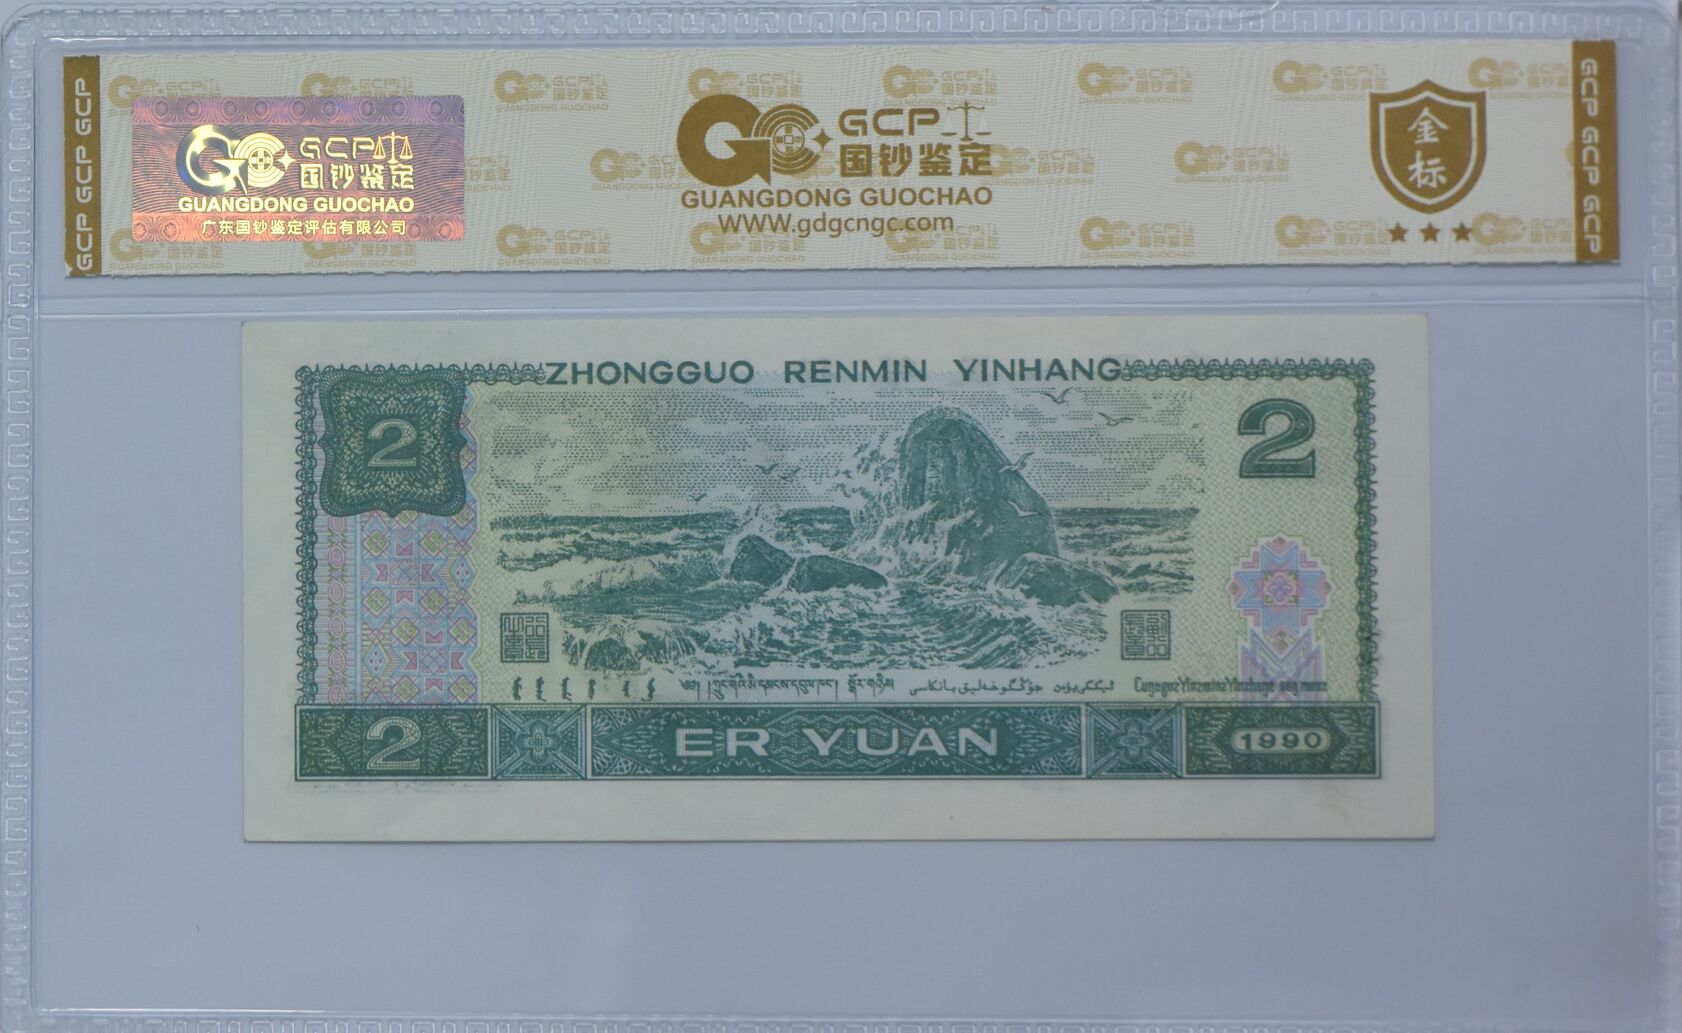 GCP GCP GCP
GCP
国钞鉴定
GUANGDONG GUOCHAO
广东国钞鉴定评估有限公司
GCP
国钞鉴定
GUANGDONG GUOCHAO
WWW.gdgcngc.com
金
标
GCP GCP GCP
ZHONGGUO RENMIN YINHANG
2
2
2
ER YUAN
1990